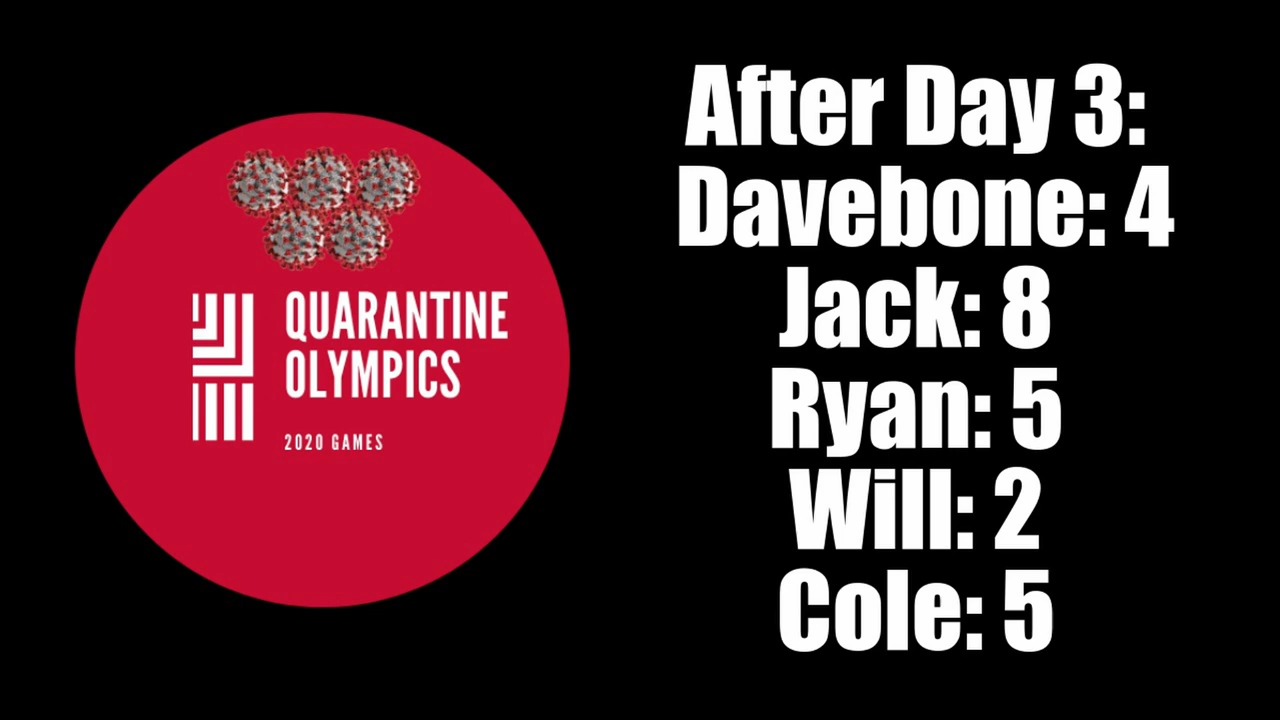 QUARANTINE
OLYMPICS
2020 GAMES
After Day 3:
Davebone: 4
Jack: 8
Ryan: 5
Will: 2
Cole: 5